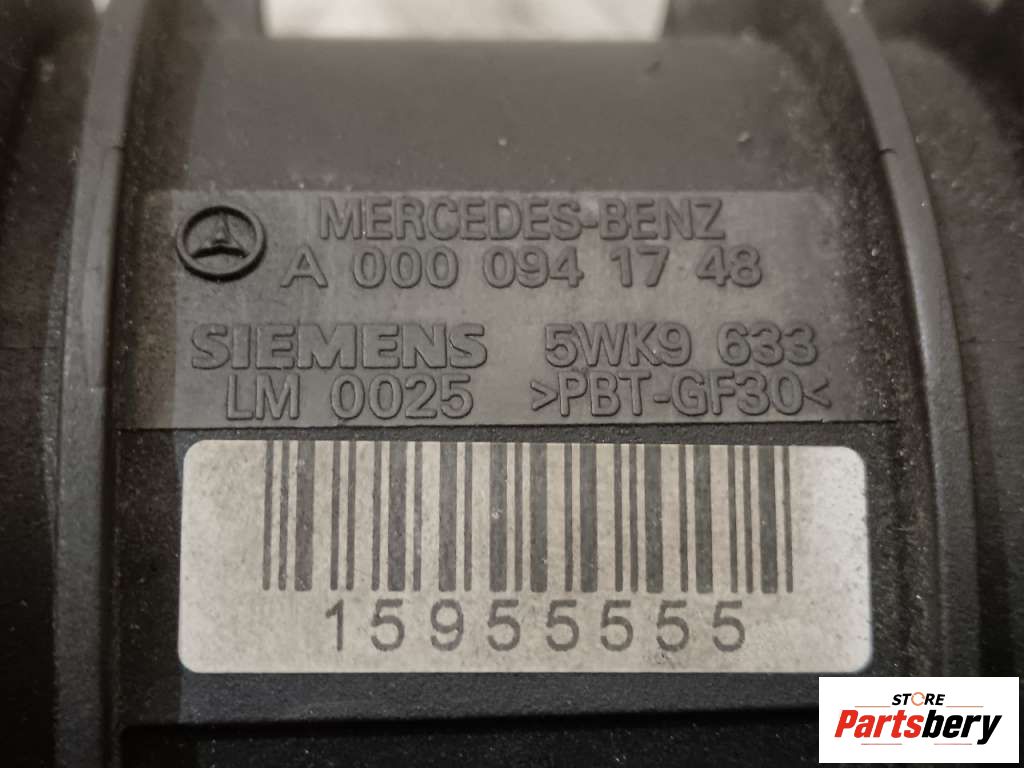 MERCEDES-BENZ
A 000 094 17 48
SIEMENS 5WK9 633
LM 0025 >PBT-GF30<
15955555
STORE
Partsbery